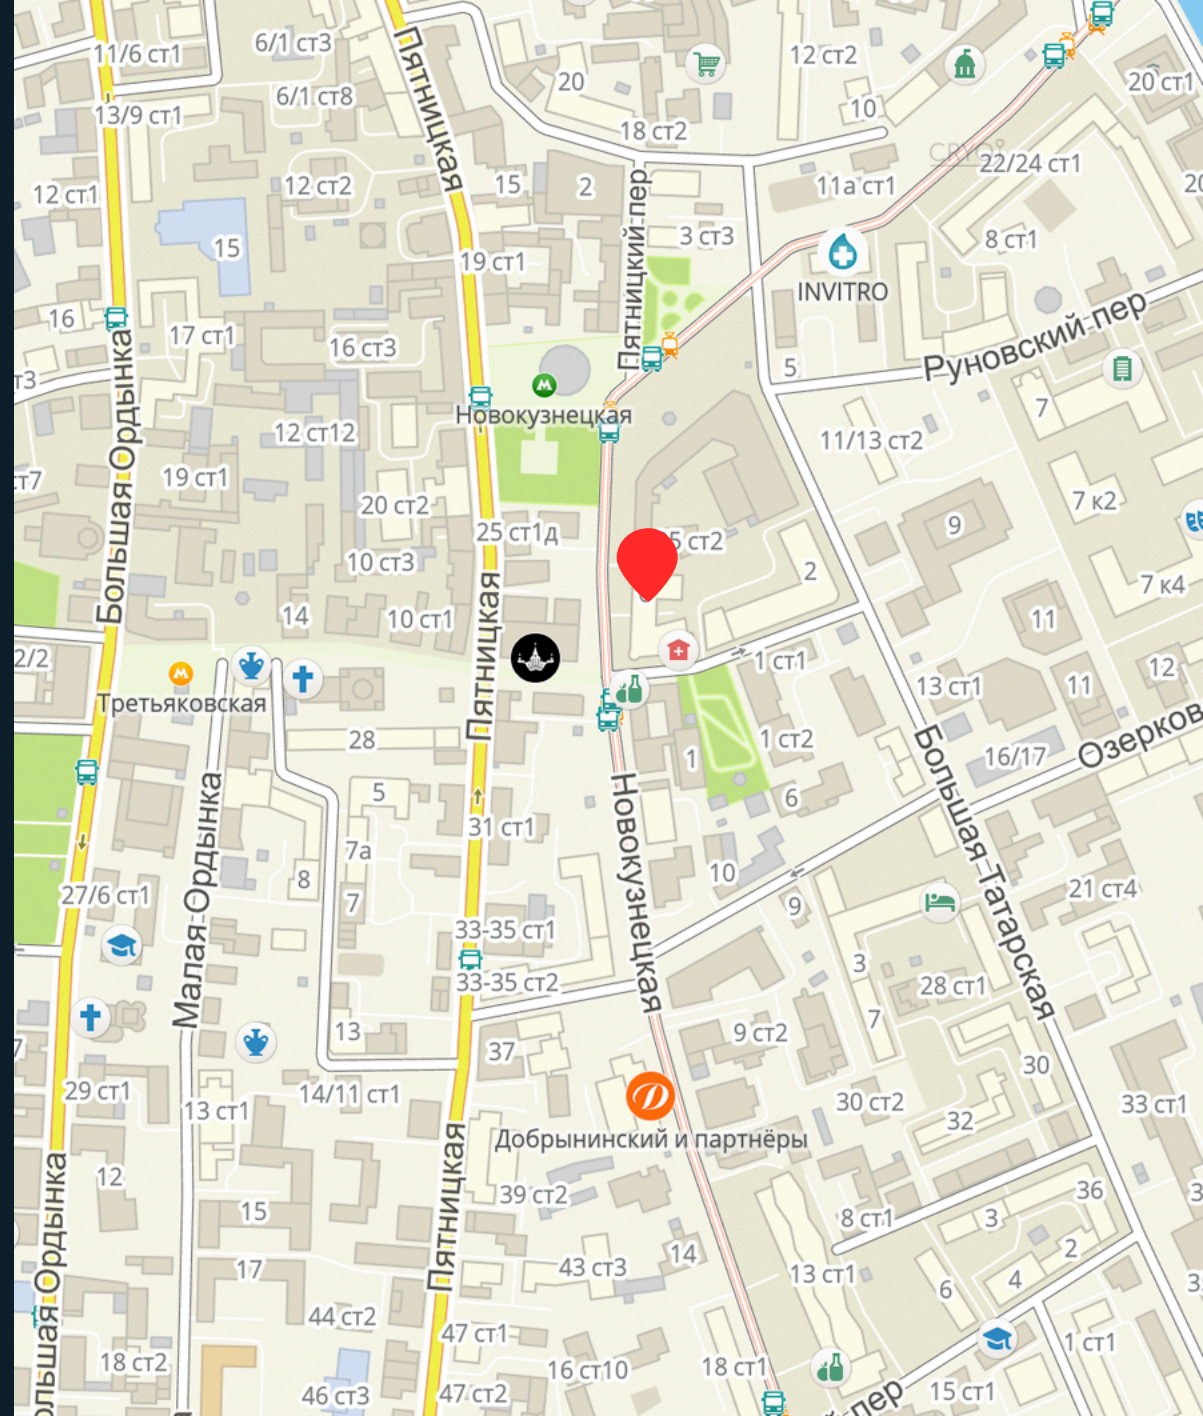 11/6 ст1
6/1 ст3
Пятницкая
20
12 ст2
20 ст1
6/1 ст8
13/9 ст1
10
18 ст2
CRYO
22/24 ст1
12 ст1
12 ст2
15
2
11а ст1
Пятницкий пер
15
3 ст3
8 ст1
19 ст1
INVITRO
16
17 ст1
16 ст3
Руновский пер
5
7
Новокузнецкая
Большая Ордынка
12 ст12
11/13 ст2
19 ст1
20 ст2
7 к2
9
25 ст1д
5 ст2
10 ст3
2
7 к4
14
10 ст1
11
Пятницкая
2/2
1 ст1
12
13 ст1
11
Третьяковская
28
1
1 ст2
16/17
Озерков
5
6
Новокузнецкая
Большая Татарская
31 ст1
7а
Малая Ордынка
8
10
27/6 ст1
7
9
21 ст4
33-35 ст1
3
33-35 ст2
28 ст1
7
13
9 ст2
37
30
29 ст1
14/11 ст1
13 ст1
30 ст2
33 ст1
32
Добрынинский и партнёры
Пятницкая
12
39 ст2
36
15
8 ст1
3
14
2
17
43 ст3
13 ст1
4
6
44 ст2
47 ст1
1 ст1
18 ст2
16 ст10
18 ст1
46 ст3
47 ст2
15 ст1